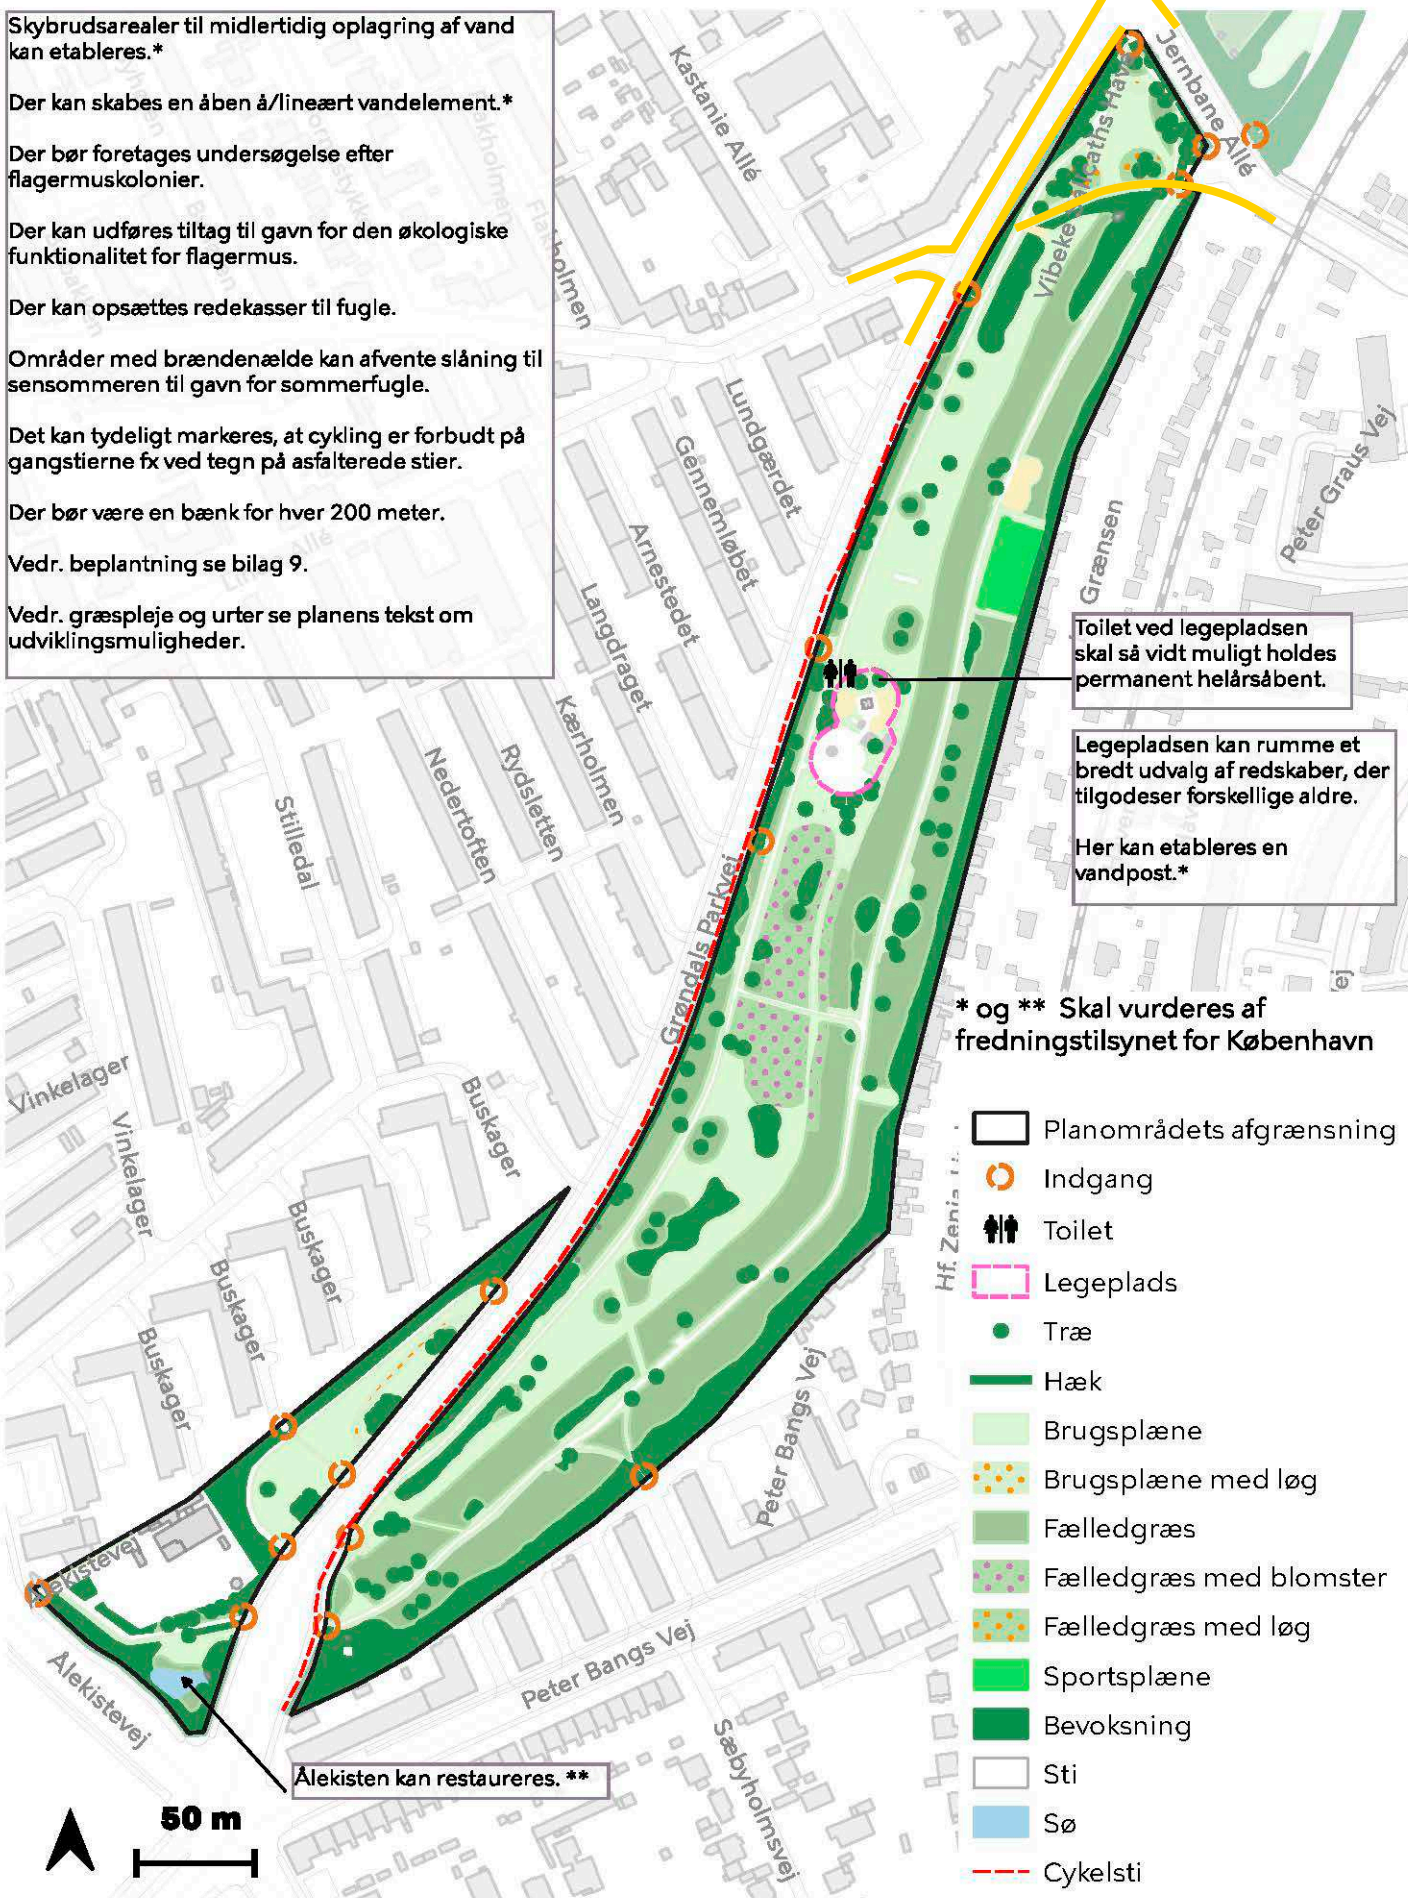 Skybrudsarealer til midlertidig oplagring af vand
kan etableres.*
Der kan skabes en åben å/lineært vandelement.*
Der bør foretages undersøgelse efter
flagermuskolonier.
Der kan udføres tiltag til gavn for den økologiske
funktionalitet for flagermus.
Der kan opsættes redekasser til fugle.
Områder med brændenælde kan afvente slåning til
sensommeren til gavn for sommerfugle.
Det kan tydeligt markeres, at cykling er forbudt på
gangstierne fx ved tegn på asfalterede stier.
Der bør være en bænk for hver 200 meter.
Vedr. beplantning se bilag 9.
Vedr. græspleje og urter se planens tekst om
udviklingsmuligheder.
Kastanie Allé
Jernbane Allé
Vibeke
Lundgærdet
Gennemløbet
Arnestedet
Langdraget
Kærholmen
Rydsletten
Nedertoften
Stilledal
Grænsen
Peter Graus Vej
Toilet ved legepladsen
skal så vidt muligt holdes
permanent helårsåbent.
Legepladsen kan rumme et
bredt udvalg af redskaber, der
tilgodeser forskellige aldre.
Her kan etableres en
vandpost.*
Grøndals Parkvej
Vinkelager
Vinkelager
Buskager
Buskager
Buskager
Buskager
Hf. Zenia
Peter Bangs Vej
Peter Bangs Vej
Ålekistevej
Ålekistevej
Sæbyholmsvej
Ålekisten kan restaureres. **
50 m
* og ** Skal vurderes af
fredningstilsynet for København
Planområdets afgrænsning
Indgang
Toilet
Legeplads
Træ
Hæk
Brugsplæne
Brugsplæne med løg
Fælledgræs
Fælledgræs med blomster
Fælledgræs med løg
Sportsplæne
Bevoksning
Sti
Sø
Cykelsti